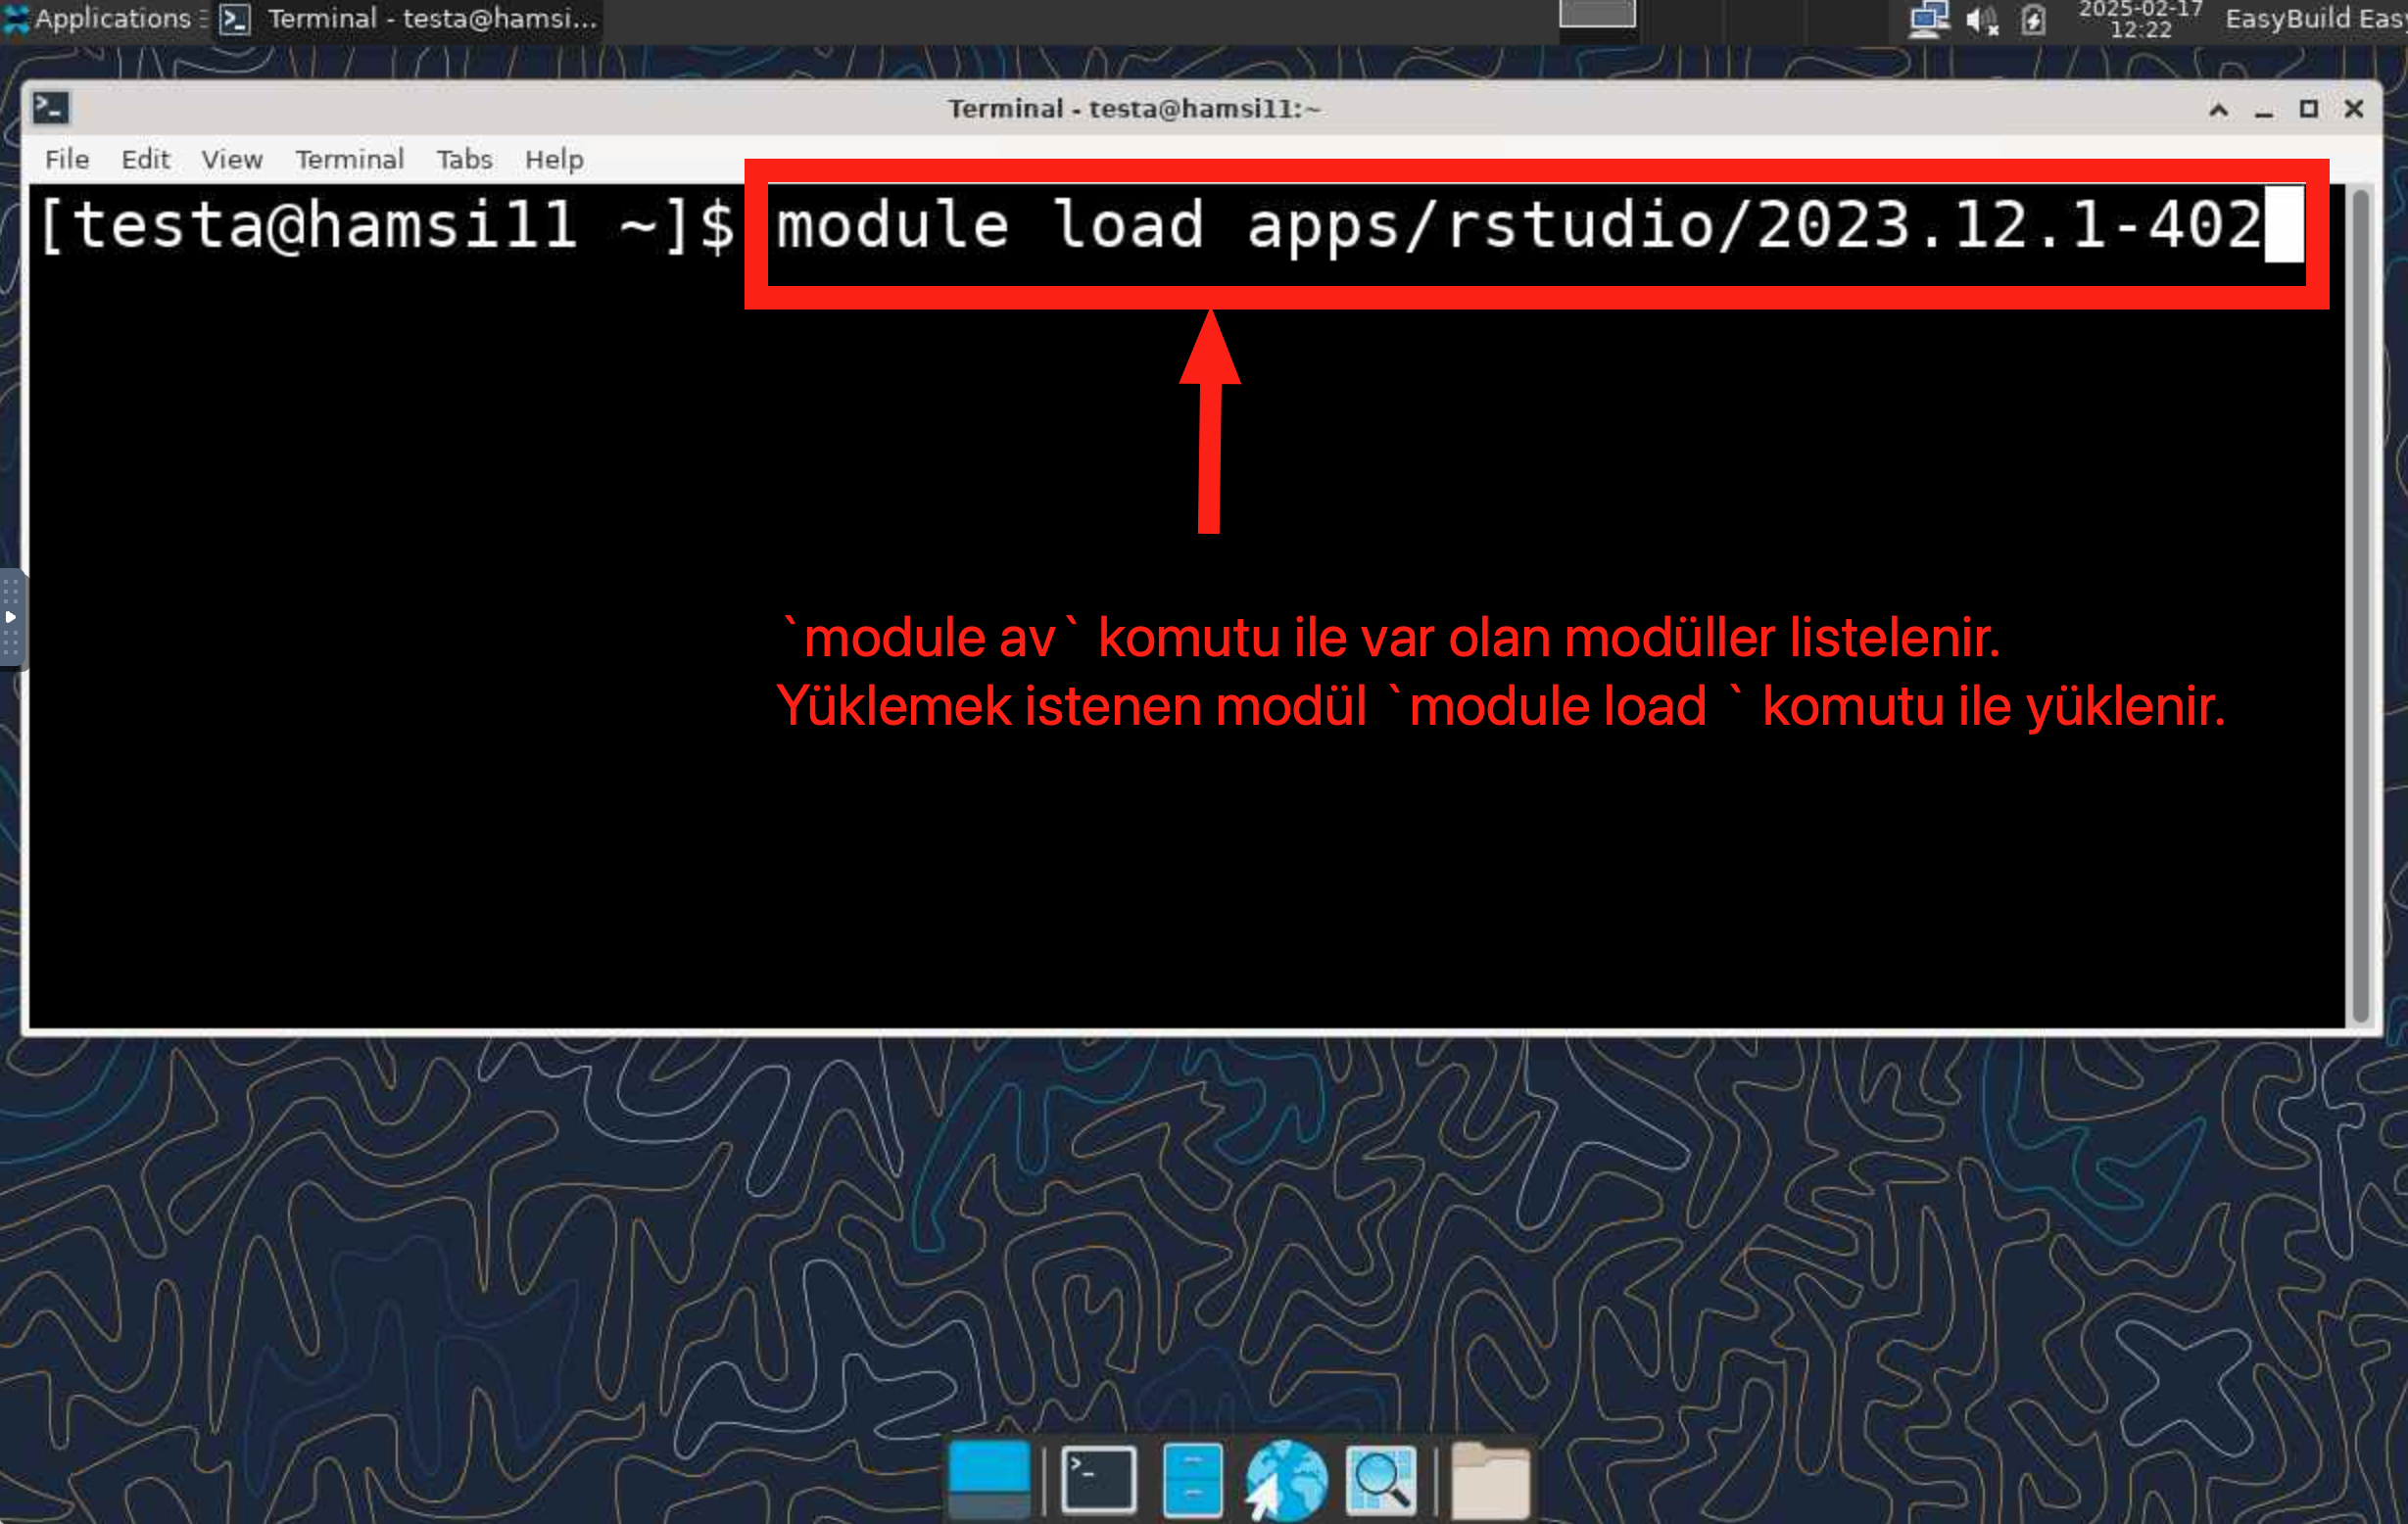 Applications
Terminal - testa@hamsi...
2025-02-17
12:22
EasyBuild Eas
Terminal - testa@hamsi11:~
File Edit View Terminal Tabs Help
[testa@hamsi11 ~]$ module load apps/rstudio/2023.12.1-402
`module av` komutu ile var olan modüller listelenir.
Yüklemek istenen modül `module load ` komutu ile yüklenir.